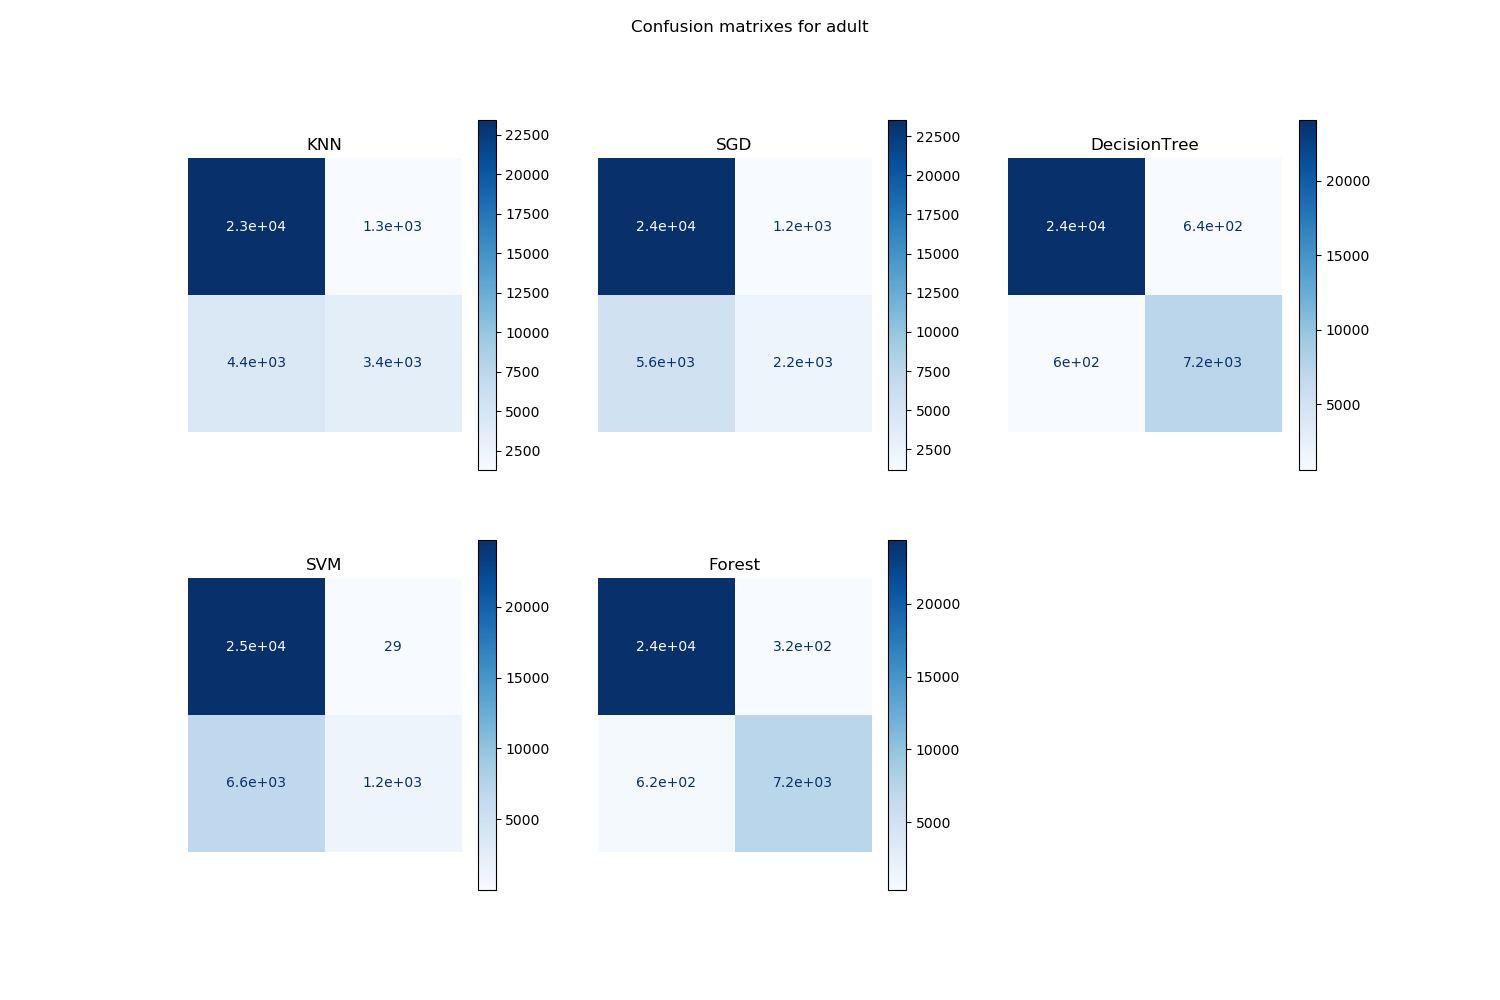 Confusion matrixes for adult
KNN
2.3e+04 1.3e+03
4.4e+03 3.4e+03
22500
20000
17500
15000
12500
10000
7500
5000
2500
SGD
2.4e+04 1.2e+03
5.6e+03 2.2e+03
22500
20000
17500
15000
12500
10000
7500
5000
2500
DecisionTree
2.4e+04 6.4e+02
6e+02 7.2e+03
20000
15000
10000
5000
SVM
2.5e+04 29
6.6e+03 1.2e+03
20000
15000
10000
5000
Forest
2.4e+04 3.2e+02
6.2e+02 7.2e+03
20000
15000
10000
5000